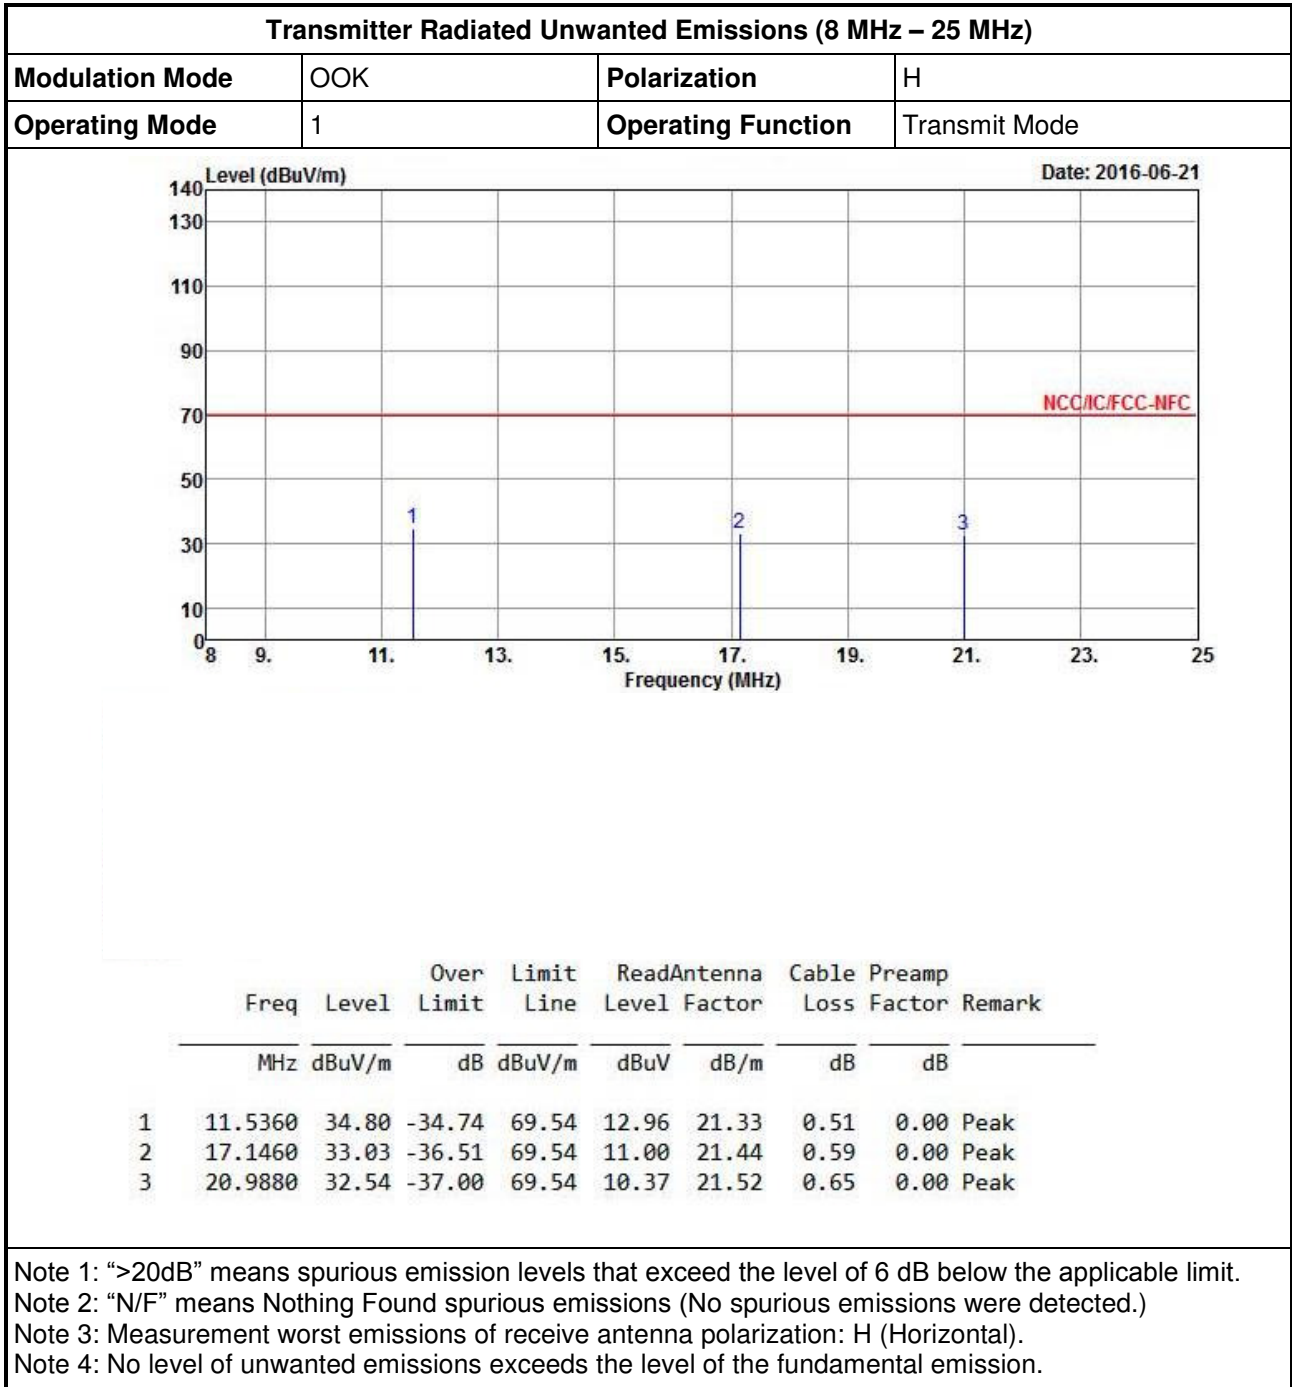 Transmitter Radiated Unwanted Emissions (8 MHz – 25 MHz)
Modulation Mode OOK Polarization H
Operating Mode 1 Operating Function Transmit Mode
Level (dBuV/m) Date: 2016-06-21
140
130
110
90
NCC/IC/FCC-NFC
70
50
1 2 3
30
10
0
8 9. 11. 13. 15. 17. 19. 21. 23. 25
Frequency (MHz)
Over Limit ReadAntenna Cable Preamp
Freq Level Limit Line Level Factor Loss Factor Remark
MHz dBuV/m dB dBuV/m dBuV dB/m dB dB
1 11.5360 34.80 -34.74 69.54 12.96 21.33 0.51 0.00 Peak
2 17.1460 33.03 -36.51 69.54 11.00 21.44 0.59 0.00 Peak
3 20.9880 32.54 -37.00 69.54 10.37 21.52 0.65 0.00 Peak
Note 1: “>20dB” means spurious emission levels that exceed the level of 6 dB below the applicable limit.
Note 2: “N/F” means Nothing Found spurious emissions (No spurious emissions were detected.)
Note 3: Measurement worst emissions of receive antenna polarization: H (Horizontal).
Note 4: No level of unwanted emissions exceeds the level of the fundamental emission.